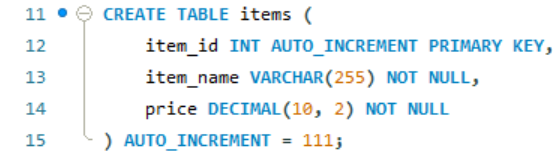 11 CREATE TABLE items (
12 item_id INT AUTO_INCREMENT PRIMARY KEY,
13 item_name VARCHAR(255) NOT NULL,
14 price DECIMAL(10, 2) NOT NULL
15 ) AUTO_INCREMENT = 111;